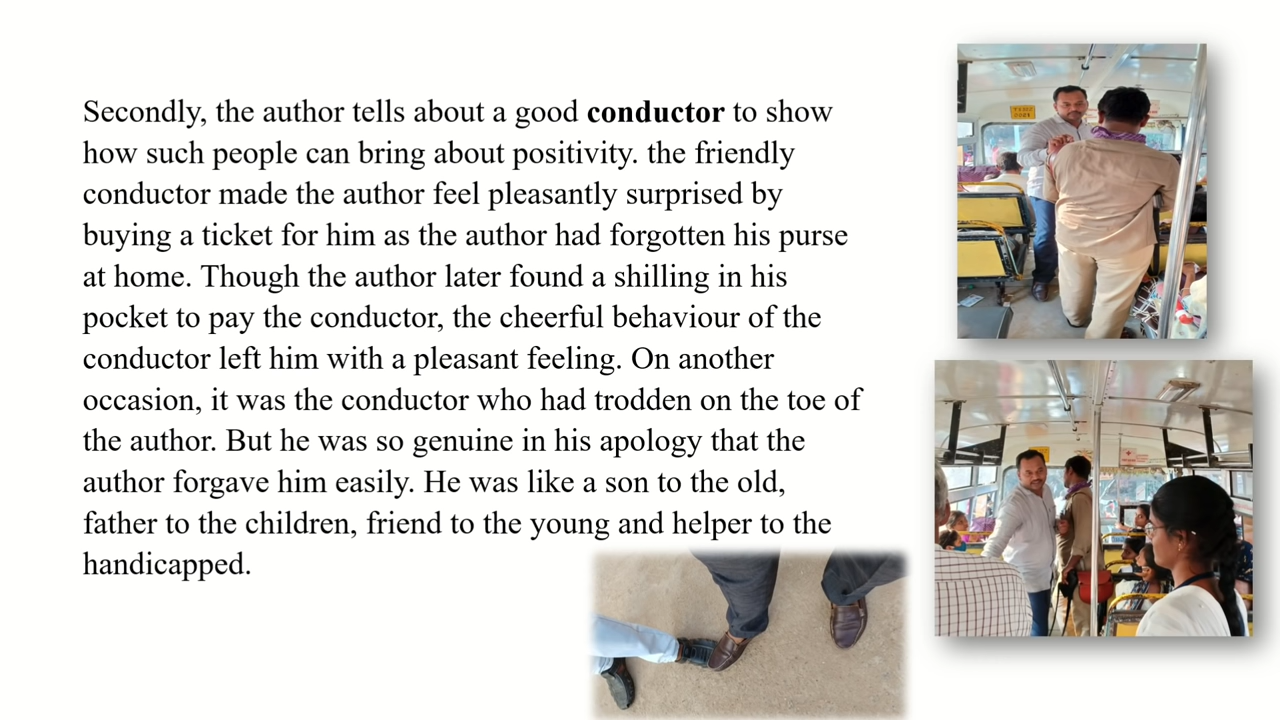 Secondly, the author tells about a good conductor to show
how such people can bring about positivity. the friendly
conductor made the author feel pleasantly surprised by
buying a ticket for him as the author had forgotten his purse
at home. Though the author later found a shilling in his
pocket to pay the conductor, the cheerful behaviour of the
conductor left him with a pleasant feeling. On another
occasion, it was the conductor who had trodden on the toe of
the author. But he was so genuine in his apology that the
author forgave him easily. He was like a son to the old,
father to the children, friend to the young and helper to the
handicapped.